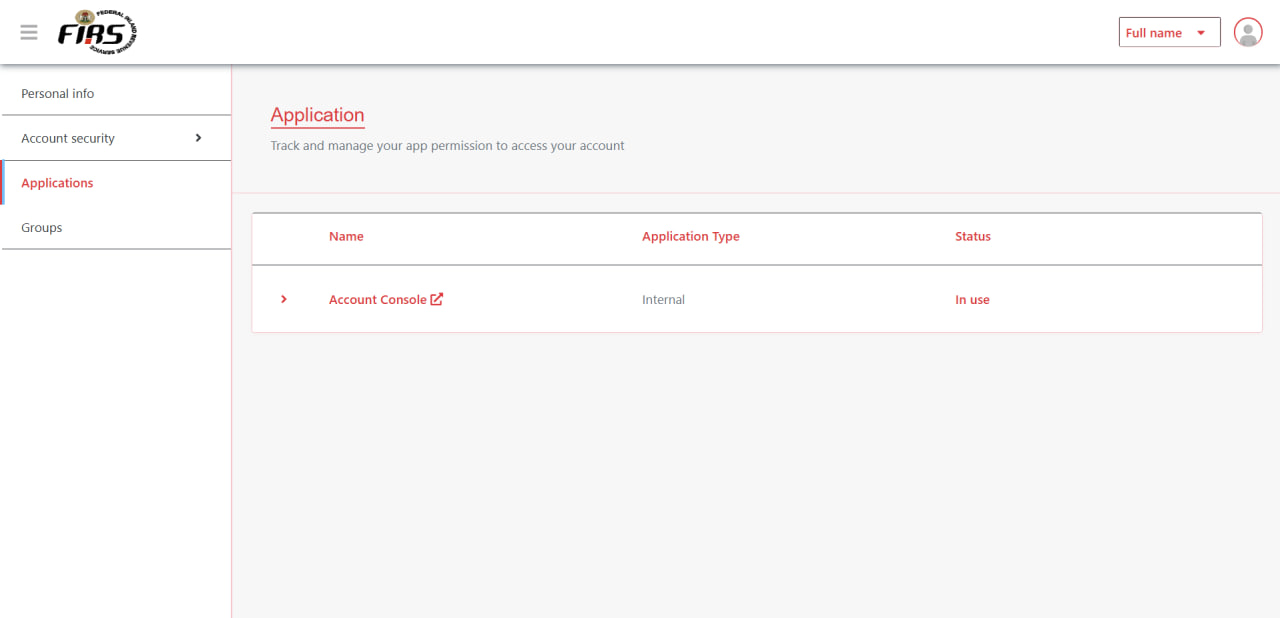 FEDERAL INLAND REVENUE SERVICE
FIRS
Full name
Personal info
Account security
Applications
Groups
Application
Track and manage your app permission to access your account
Name Application Type Status
Account Console Internal In use